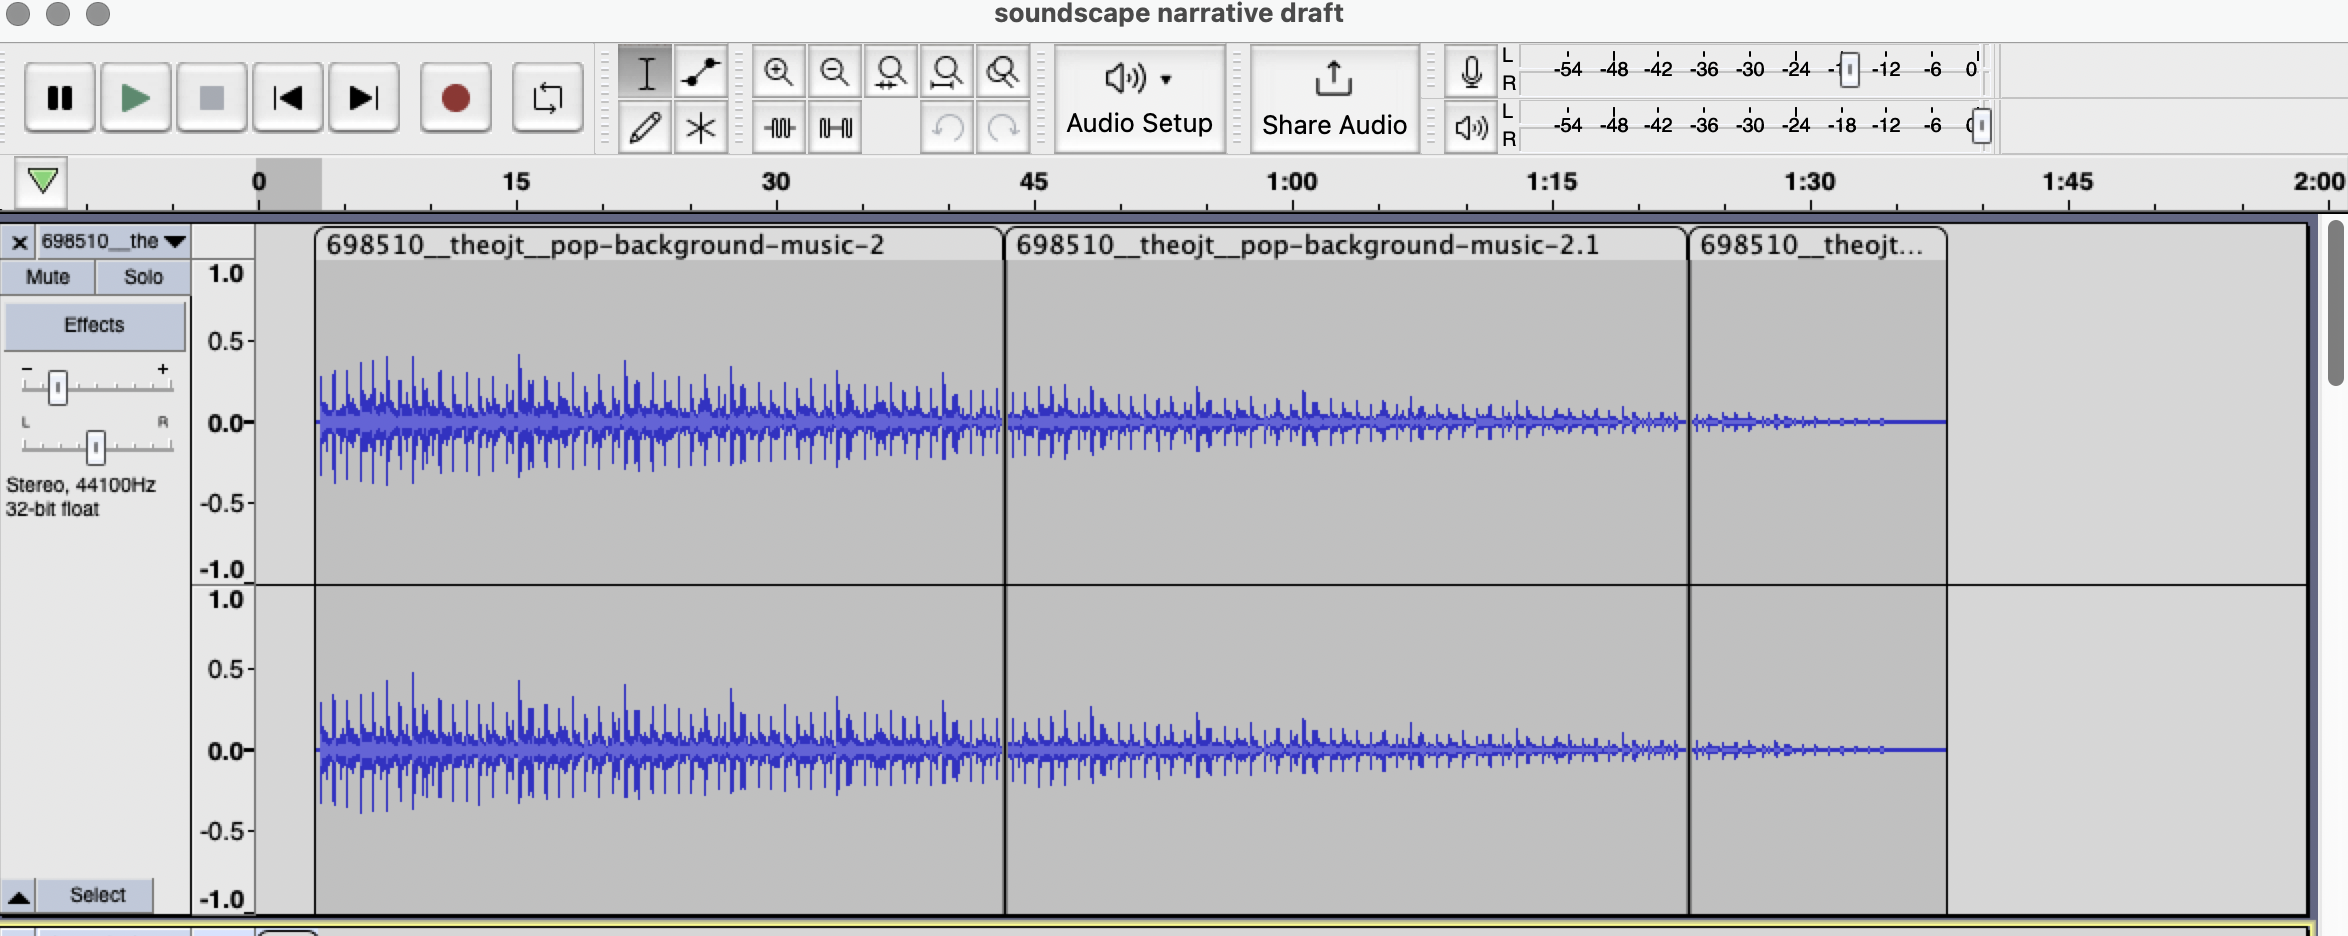 soundscape narrative draft
Audio Setup
Share Audio
L
R
-54 -48 -42 -36 -30 -24 -12 -6 0
L
R
-54 -48 -42 -36 -30 -24 -18 -12 -6
0 15 30 45 1:00 1:15 1:30 1:45 2:00
698510__the
Mute Solo
Effects
- +
L R
Stereo, 44100Hz
32-bit float
Select
698510__theojt__pop-background-music-2
698510__theojt__pop-background-music-2.1
698510__theojt...
1.0
0.5
0.0
-0.5
-1.0
1.0
0.5
0.0
-0.5
-1.0